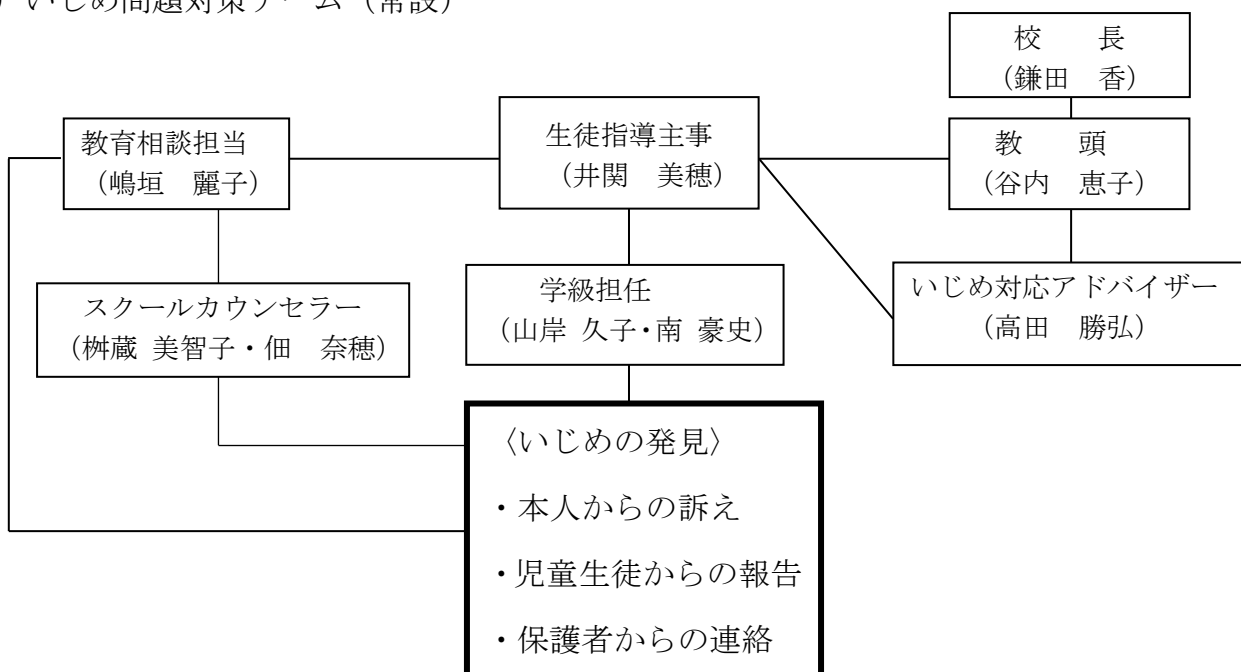 いじめ問題対策チーム（常設）
校　　長
（鎌田　香）
教育相談担当
（嶋垣　麗子）
生徒指導主事
（井関　美穂）
教　　頭
（谷内　恵子）
スクールカウンセラー
（桝蔵 美智子・佃　奈穂）
学級担任
（山岸 久子・南 豪史）
いじめ対応アドバイザー
（高田　勝弘）
〈いじめの発見〉
・本人からの訴え
・児童生徒からの報告
・保護者からの連絡